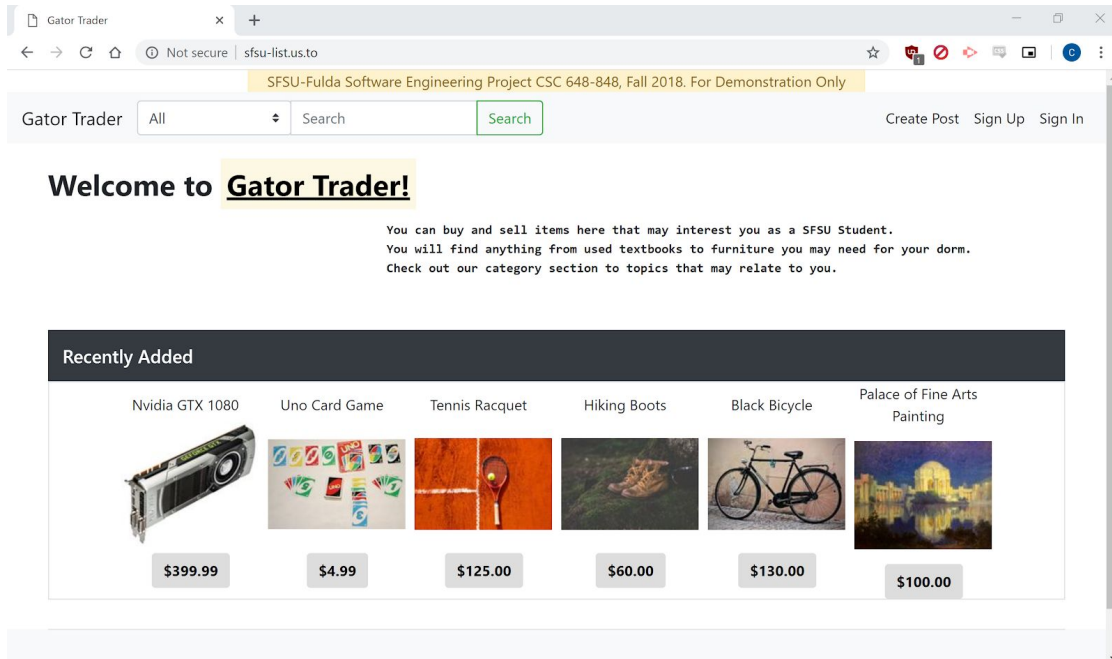 Gator Trader
Not secure | sfsu-list.us.to
SFSU-Fulda Software Engineering Project CSC 648-848, Fall 2018. For Demonstration Only
Gator Trader All Search Search Create Post Sign Up Sign In
Welcome to Gator Trader!
You can buy and sell items here that may interest you as a SFSU Student.
You will find anything from used textbooks to furniture you may need for your dorm.
Check out our category section to topics that may relate to you.
Recently Added
Nvidia GTX 1080
Uno Card Game
Tennis Racquet
Hiking Boots
Black Bicycle
Palace of Fine Arts
Painting
GEFORCE GTX
UNO
UNO
$399.99
$4.99
$125.00
$60.00
$130.00
$100.00